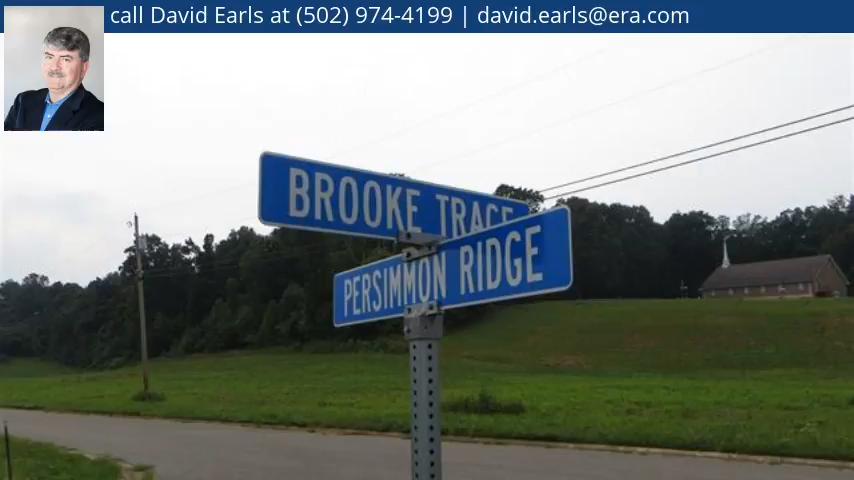 call David Earls at (502) 974-4199 | david.earls@era.com
BROOKE TRACE
PERSIMMON RIDGE